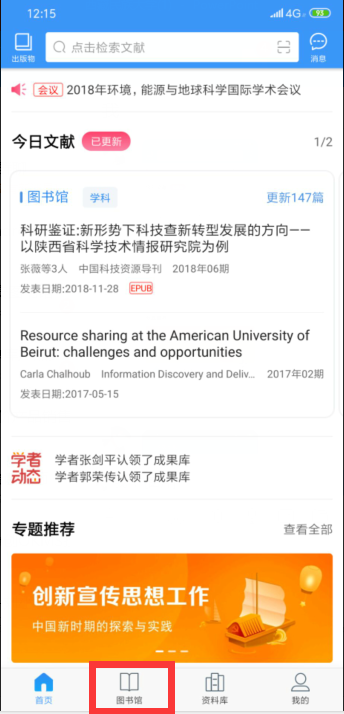 12:15
4G
93
出版物
点击检索文献
消息
会议 2018年环境，能源与地球科学国际学术会议
今日文献 已更新 1/2
图书馆 学科 更新147篇
科研鉴证:新形势下科技查新转型发展的方向——
以陕西省科学技术情报研究院为例
张薇等3人 中国科技资源导刊 2018年06期
发表日期:2018-11-28 EPUB
Resource sharing at the American University of
Beirut: challenges and opportunities
Carla Chalhoub Information Discovery and Deliv... 2017年02期
发表日期:2017-05-15
学者
动态
学者张剑平认领了成果库
学者郭荣传认领了成果库
专题推荐 查看全部
创新宣传思想工作
中国新时期的探索与实践
首页 图书馆 资料库 我的